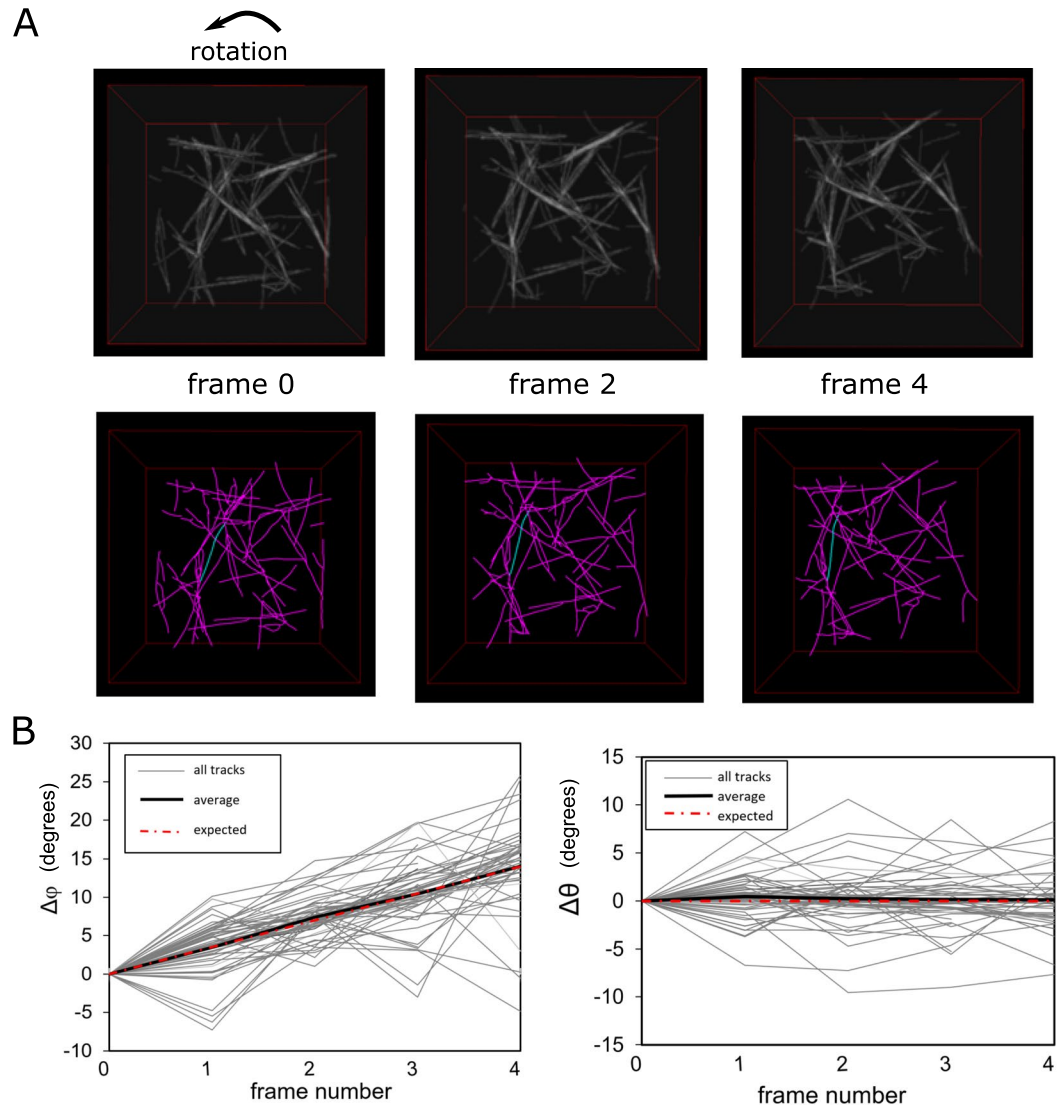 A
rotation
frame 0
frame 2
frame 4
B
30
25
20
15
10
5
0
-5
-10
Δφ (degrees)
all tracks
average
expected
0
1
2
3
4
frame number
15
10
5
0
-5
-10
-15
Δθ (degrees)
all tracks
average
expected
0
1
2
3
4
frame number